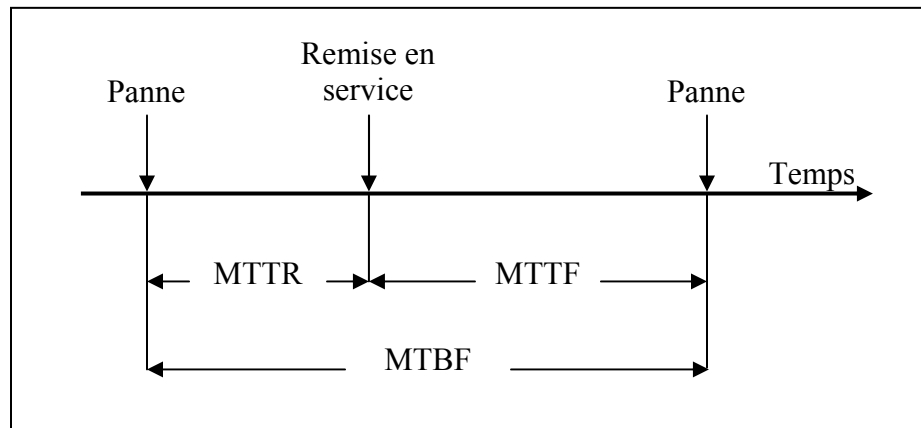 Remise en
service
Panne
Panne
Temps
MTTR
MTTF
MTBF